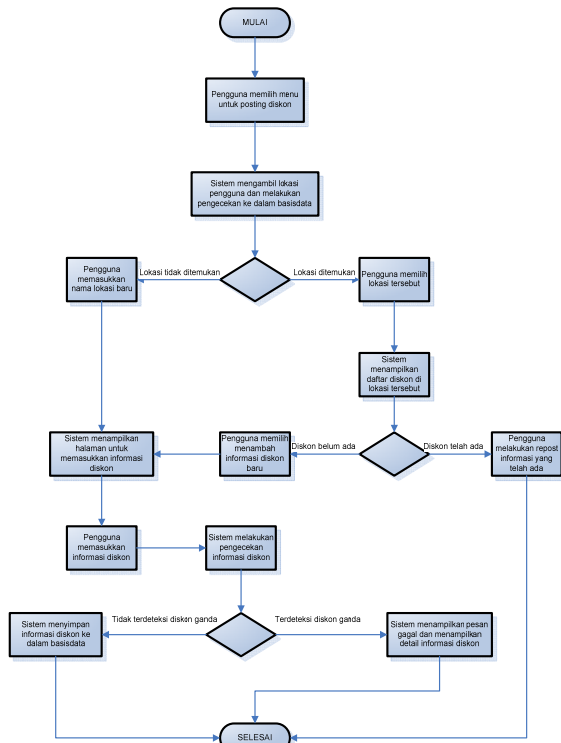 MULAI
Pengguna memilih menu
untuk posting diskon
Sistem mengambil lokasi
pengguna dan melakukan
pengecekan ke dalam basisdata
Pengguna
memasukkan
nama lokasi baru
Lokasi tidak ditemukan
Lokasi ditemukan
Pengguna memilih
lokasi tersebut
Sistem
menampilkan
daftar diskon di
lokasi tersebut
Sistem menampilkan
halaman untuk
memasukkan informasi
diskon
Pengguna memilih
menambah
informasi diskon
baru
Diskon belum ada
Diskon telah ada
Pengguna
melakukan repost
informasi yang
telah ada
Pengguna
memasukkan
informasi diskon
Sistem melakukan
pengecekan
informasi diskon
Sistem menyimpan
informasi diskon ke
dalam basisdata
Tidak terdeteksi diskon ganda
Terdeteksi diskon ganda
Sistem menampilkan pesan
gagal dan menampilkan
detail informasi diskon
SELESAI